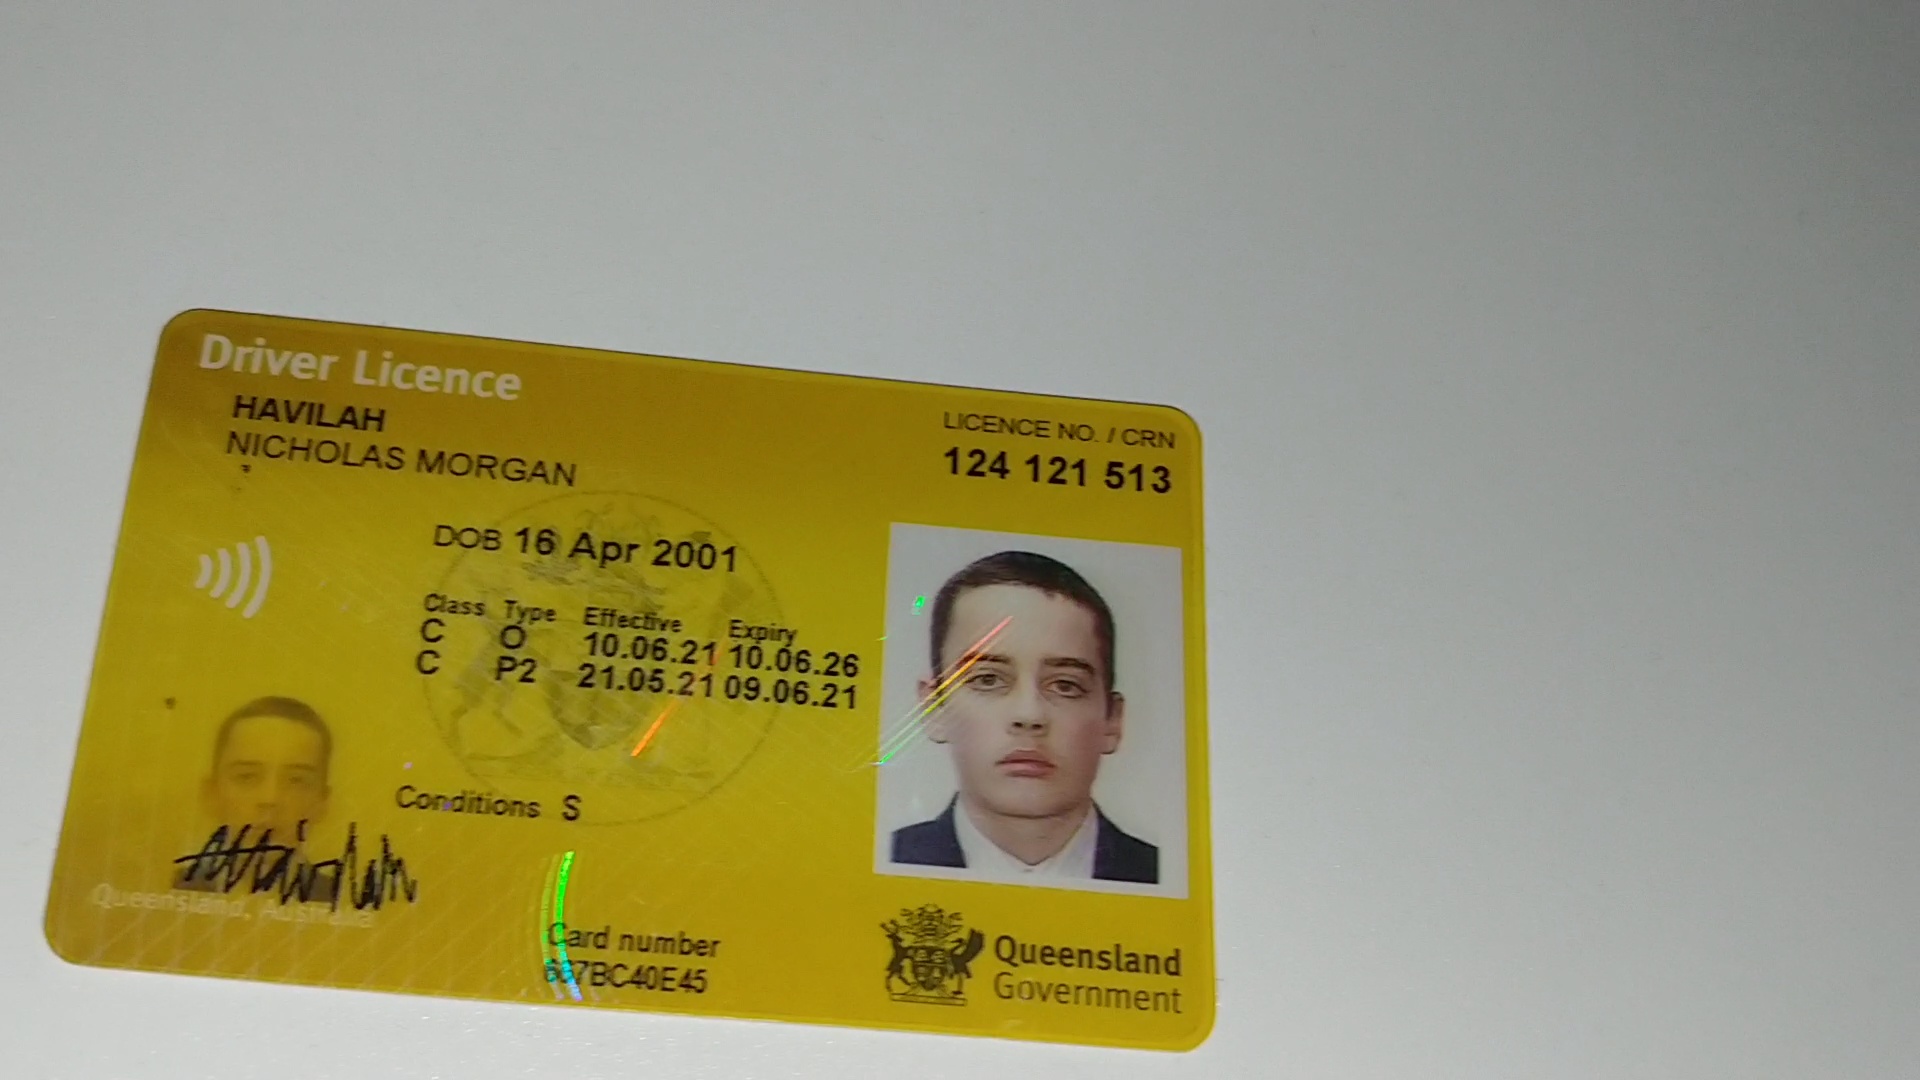 Driver Licence
HAVILAH
NICHOLAS MORGAN
LICENCE NO. / CRN
124 121 513
DOB 16 Apr 2001
Class Type Effective Expiry
C O 10.06.21 10.06.26
C P2 21.05.21 09.06.21
Conditions S
Queensland, Australia
Card number
Queensland
Government